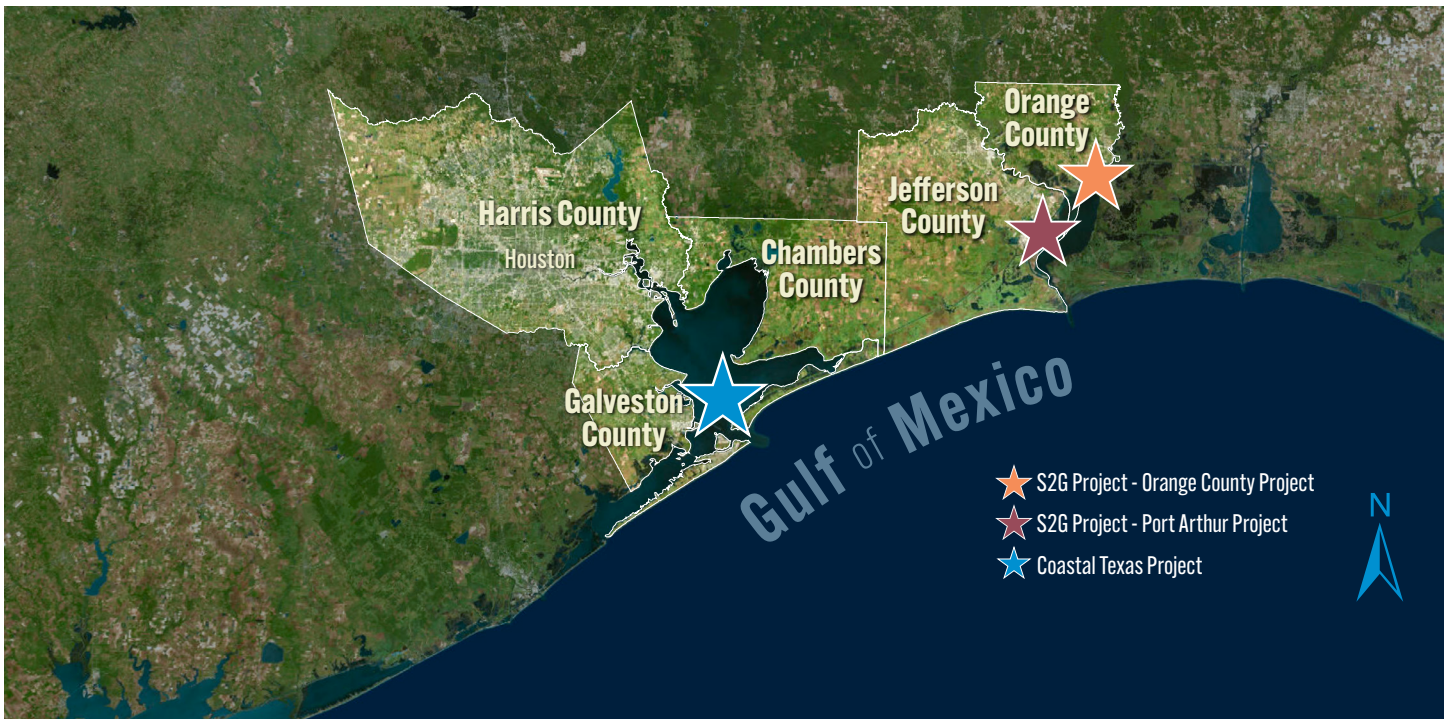 Orange
County
Jefferson
County
Harris County
Houston
Chambers
County
Galveston
County
Gulf of Mexico
S2G Project - Orange County Project
S2G Project - Port Arthur Project
Coastal Texas Project
N